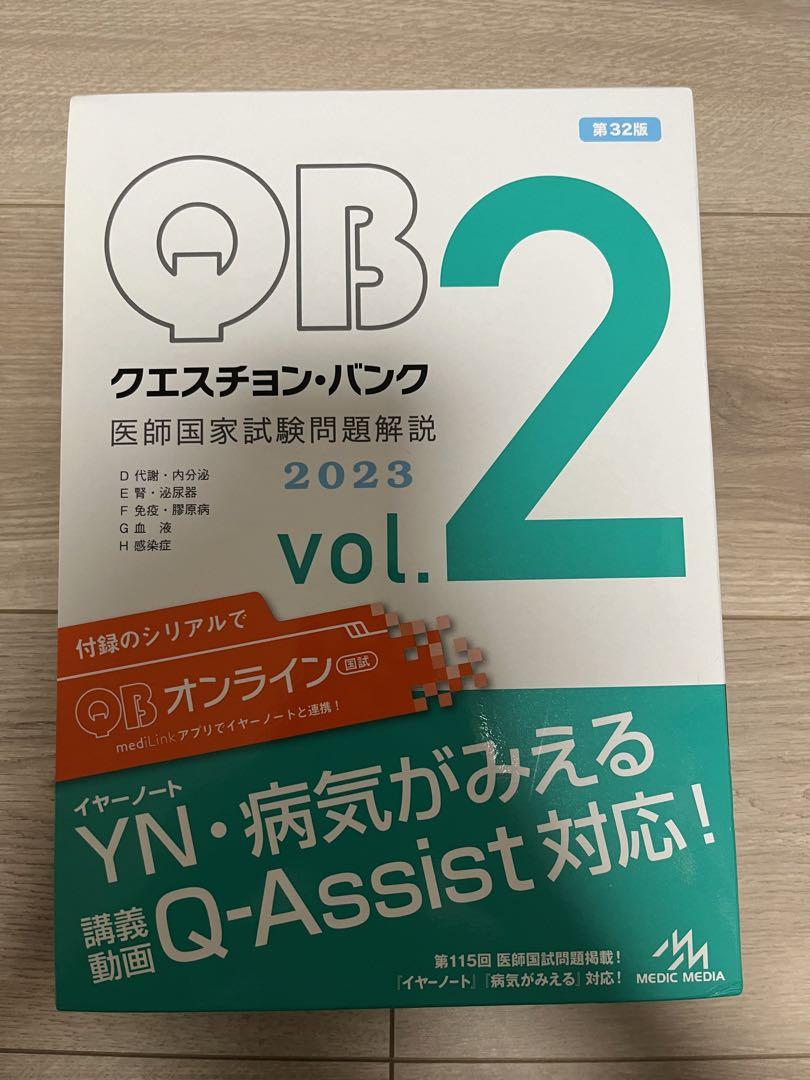 第32版
QB
2
クエスチョン・バンク
医師国家試験問題解説
2023
D 代謝・内分泌
E 腎・泌尿器
F 免疫・膠原病
G 血　液
H 感染症
vol.
付録のシリアルで
QB オンライン 国試
mediLink アプリでイヤーノートと連携！
イヤーノート
YN・病気がみえる
講義動画 Q-Assist 対応！
第115回 医師国試問題掲載！
『イヤーノート』『病気がみえる』対応！
MEDIC MEDIA